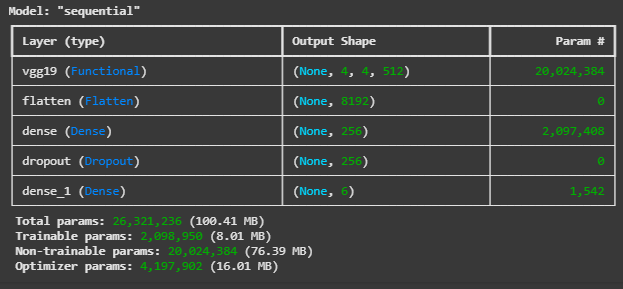 Model: "sequential"
Layer (type) Output Shape Param #
vgg19 (Functional) (None, 4, 4, 512) 20,024,384
flatten (Flatten) (None, 8192) 0
dense (Dense) (None, 256) 2,097,408
dropout (Dropout) (None, 256) 0
dense_1 (Dense) (None, 6) 1,542
Total params: 26,321,236 (100.41 MB)
Trainable params: 2,098,950 (8.01 MB)
Non-trainable params: 20,024,384 (76.39 MB)
Optimizer params: 4,197,902 (16.01 MB)